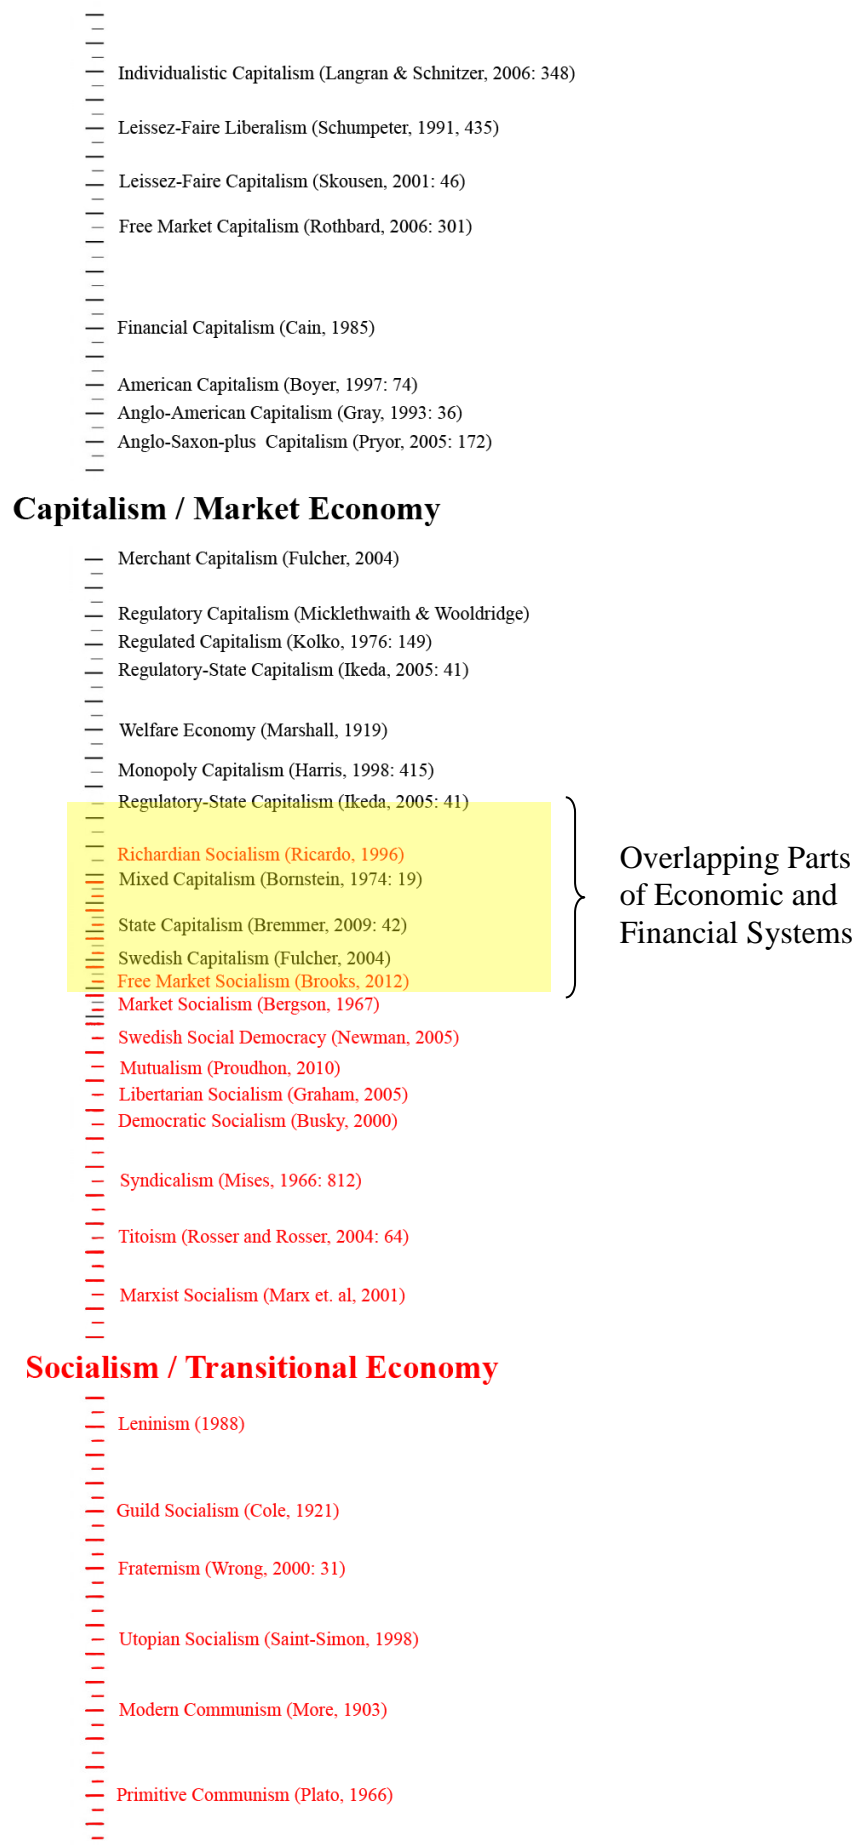 Individualistic Capitalism (Langran & Schnitzer, 2006: 348)
Leissez-Faire Liberalism (Schumpeter, 1991, 435)
Leissez-Faire Capitalism (Skousen, 2001: 46)
Free Market Capitalism (Rothbard, 2006: 301)
Financial Capitalism (Cain, 1985)
American Capitalism (Boyer, 1997: 74)
Anglo-American Capitalism (Gray, 1993: 36)
Anglo-Saxon-plus Capitalism (Pryor, 2005: 172)
Capitalism / Market Economy
Merchant Capitalism (Fulcher, 2004)
Regulatory Capitalism (Micklethwaith & Wooldridge)
Regulated Capitalism (Kolko, 1976: 149)
Regulatory-State Capitalism (Ikeda, 2005: 41)
Welfare Economy (Marshall, 1919)
Monopoly Capitalism (Harris, 1998: 415)
Regulatory-State Capitalism (Ikeda, 2005: 41)
Richardian Socialism (Ricardo, 1996)
Mixed Capitalism (Bornstein, 1974: 19)
State Capitalism (Bremmer, 2009: 42)
Swedish Capitalism (Fulcher, 2004)
Free Market Socialism (Brooks, 2012)
Overlapping Parts
of Economic and
Financial Systems
Market Socialism (Bergson, 1967)
Swedish Social Democracy (Newman, 2005)
Mutualism (Proudhon, 2010)
Libertarian Socialism (Graham, 2005)
Democratic Socialism (Busky, 2000)
Syndicalism (Mises, 1966: 812)
Titoism (Rosser and Rosser, 2004: 64)
Marxist Socialism (Marx et. al, 2001)
Socialism / Transitional Economy
Leninism (1988)
Guild Socialism (Cole, 1921)
Fraternism (Wrong, 2000: 31)
Utopian Socialism (Saint-Simon, 1998)
Modern Communism (More, 1903)
Primitive Communism (Plato, 1966)